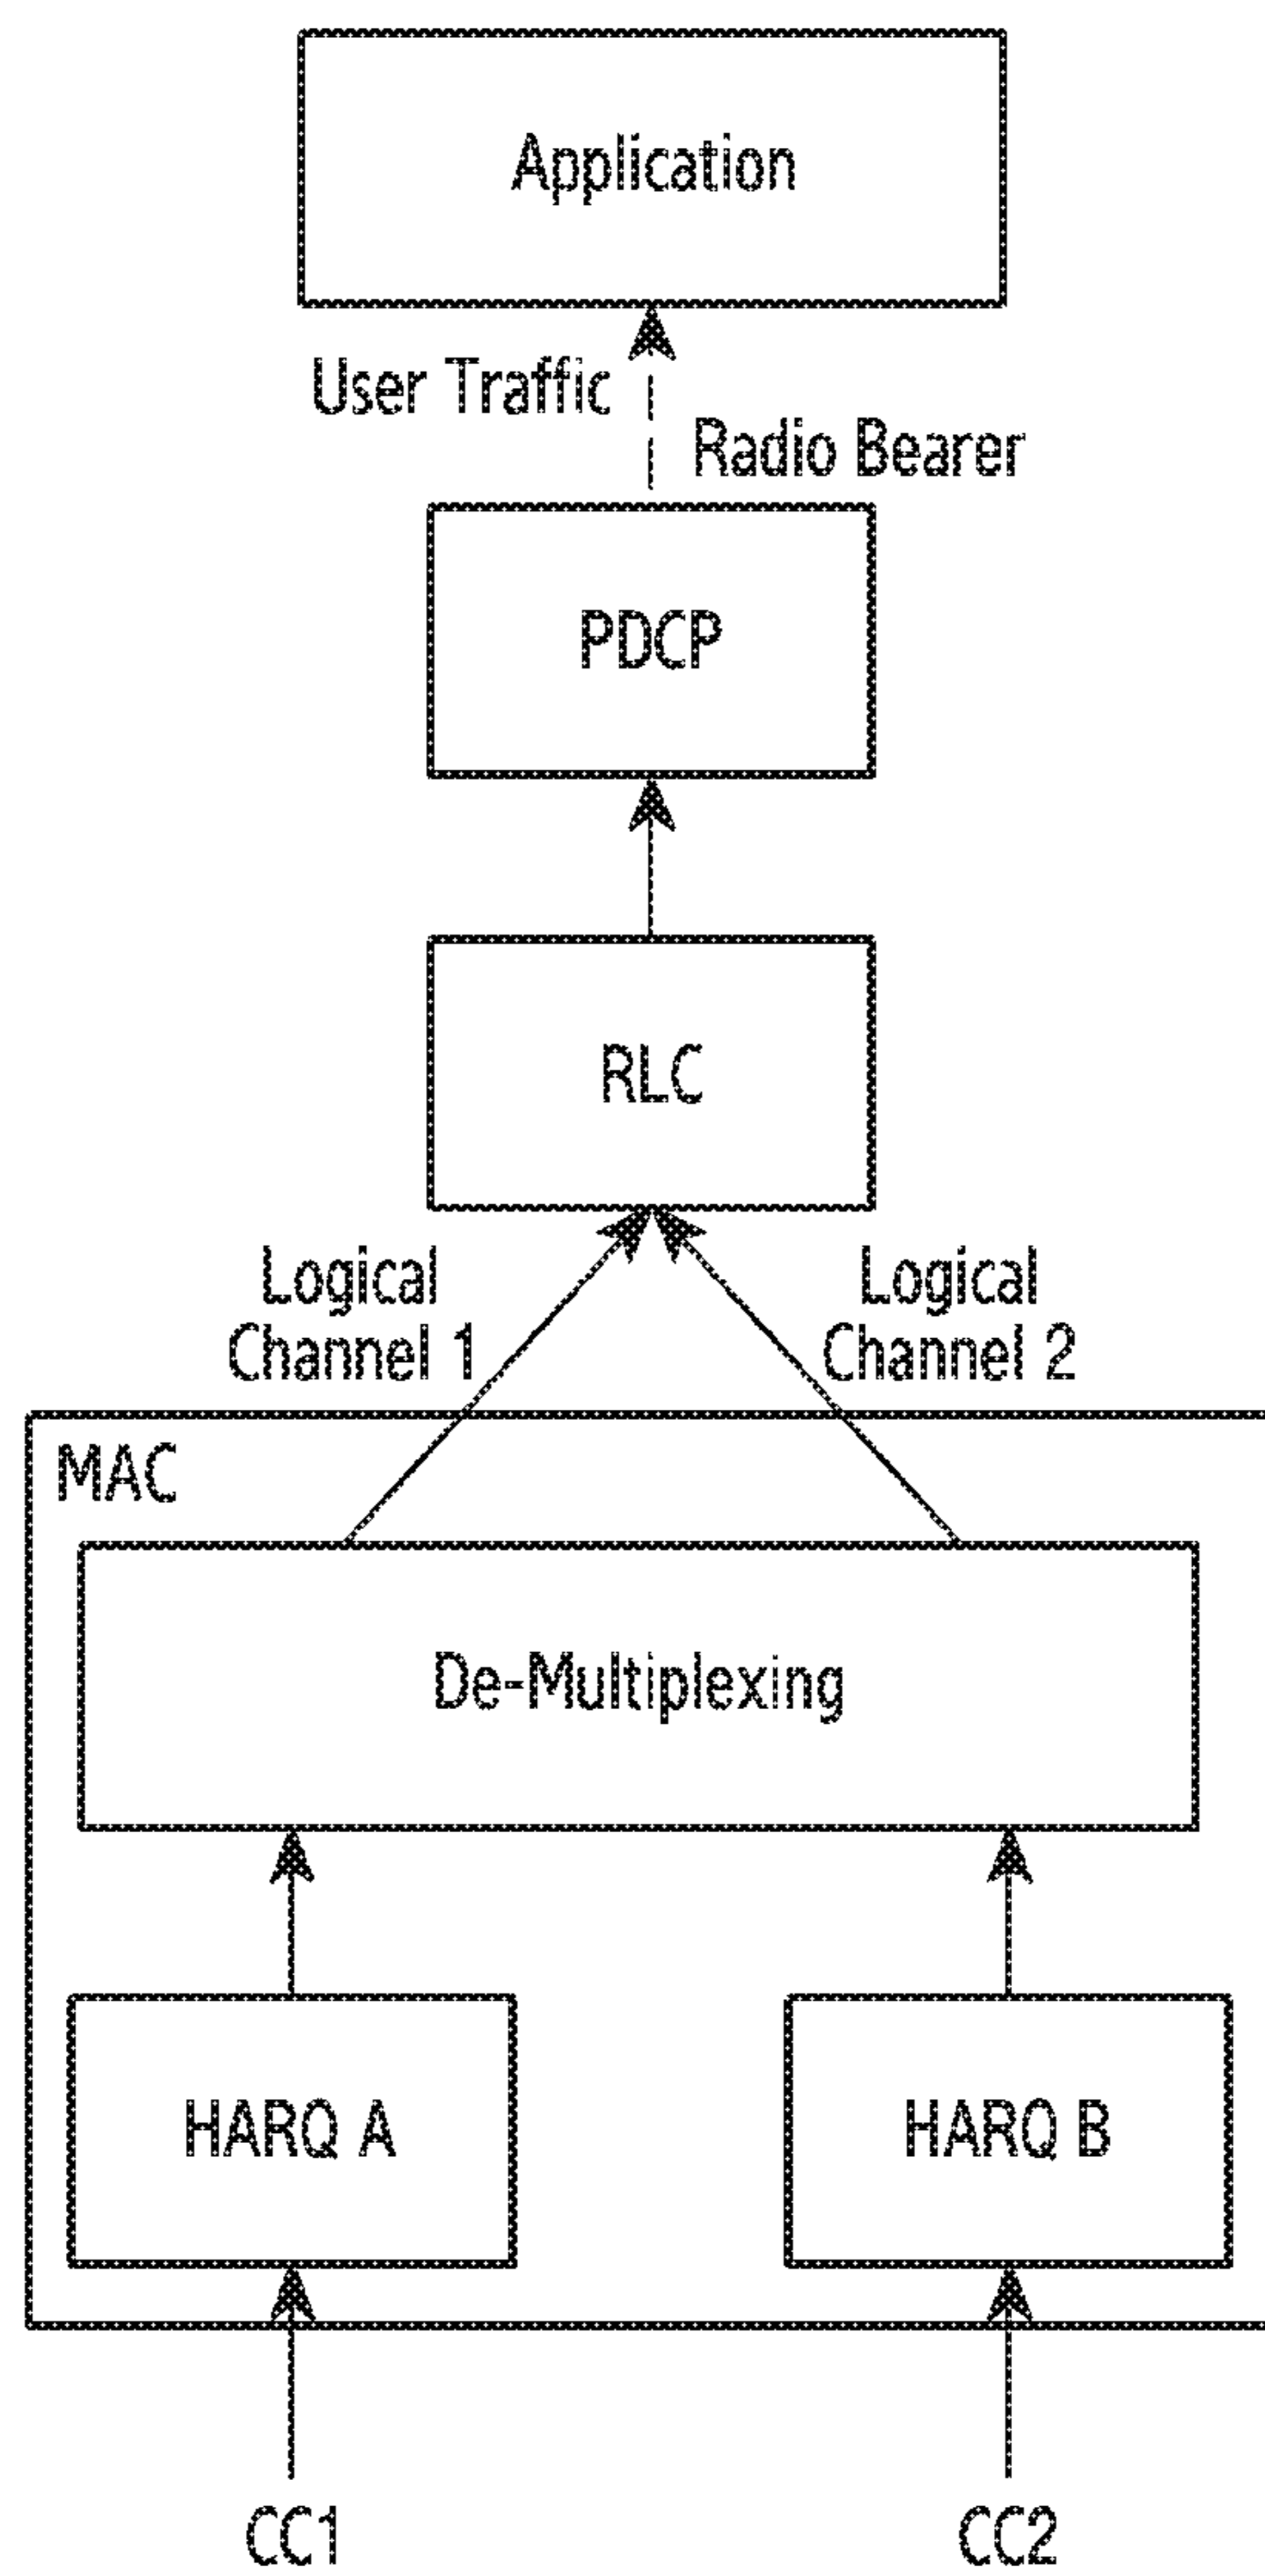 Application
User Traffic
Radio Bearer
PDCP
RLC
Logical
Channel 1
Logical
Channel 2
MAC
De-Multiplexing
HARQ A
HARQ B
CC1
CC2